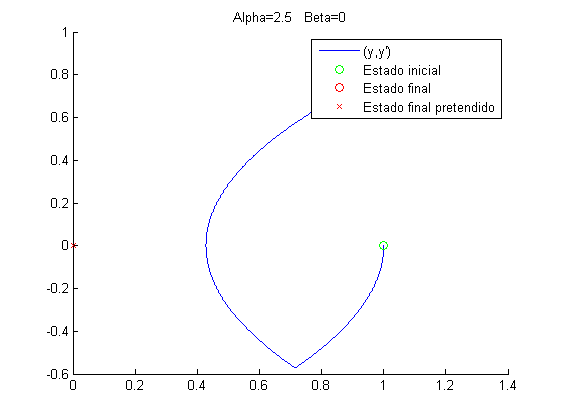 Alpha=2.5 Beta=0
1
0.8
0.6
0.4
0.2
0
-0.2
-0.4
-0.6
(y,y')
Estado inicial
Estado final
Estado final pretendido
0 0.2 0.4 0.6 0.8 1 1.2 1.4